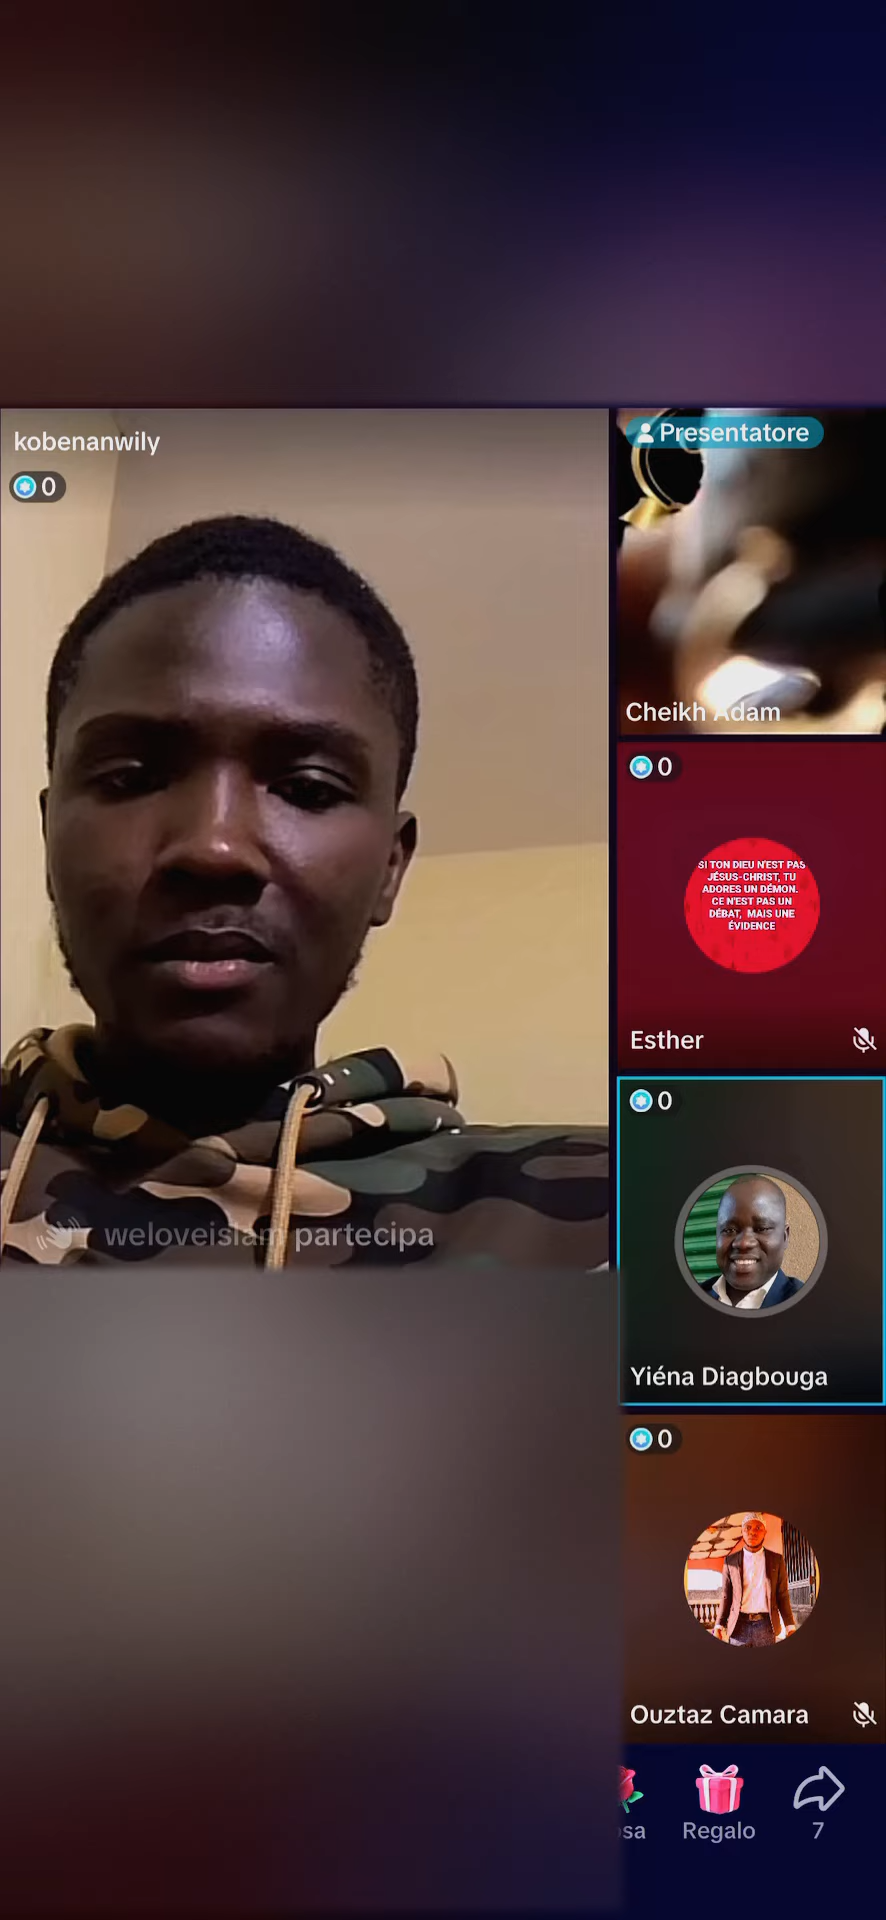 kobenanwily
0
Presentatore
Cheikh Adam
0
SI TON DIEU N'EST PAS
JÉSUS-CHRIST, TU
ADORES UN DÉMON.
CE N'EST PAS UN
DÉBAT, MAIS UNE
ÉVIDENCE
Esther
0
Yiéna Diagbouga
weloveislam partecipa
0
Ouztaz Camara
Regalo
7